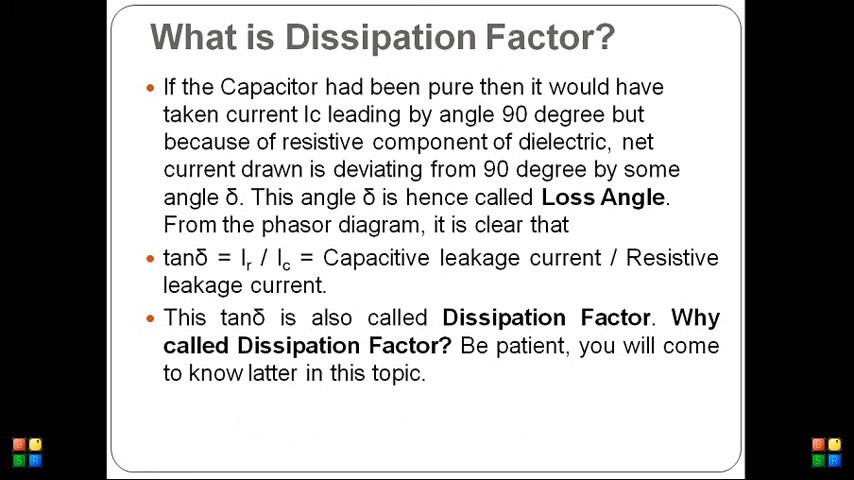 What is Dissipation Factor?
• If the Capacitor had been pure then it would have
taken current Ic leading by angle 90 degree but
because of resistive component of dielectric, net
current drawn is deviating from 90 degree by some
angle δ. This angle δ is hence called Loss Angle.
From the phasor diagram, it is clear that
• tanδ = Ir / Ic = Capacitive leakage current / Resistive
leakage current.
• This tanδ is also called Dissipation Factor. Why
called Dissipation Factor? Be patient, you will come
to know latter in this topic.